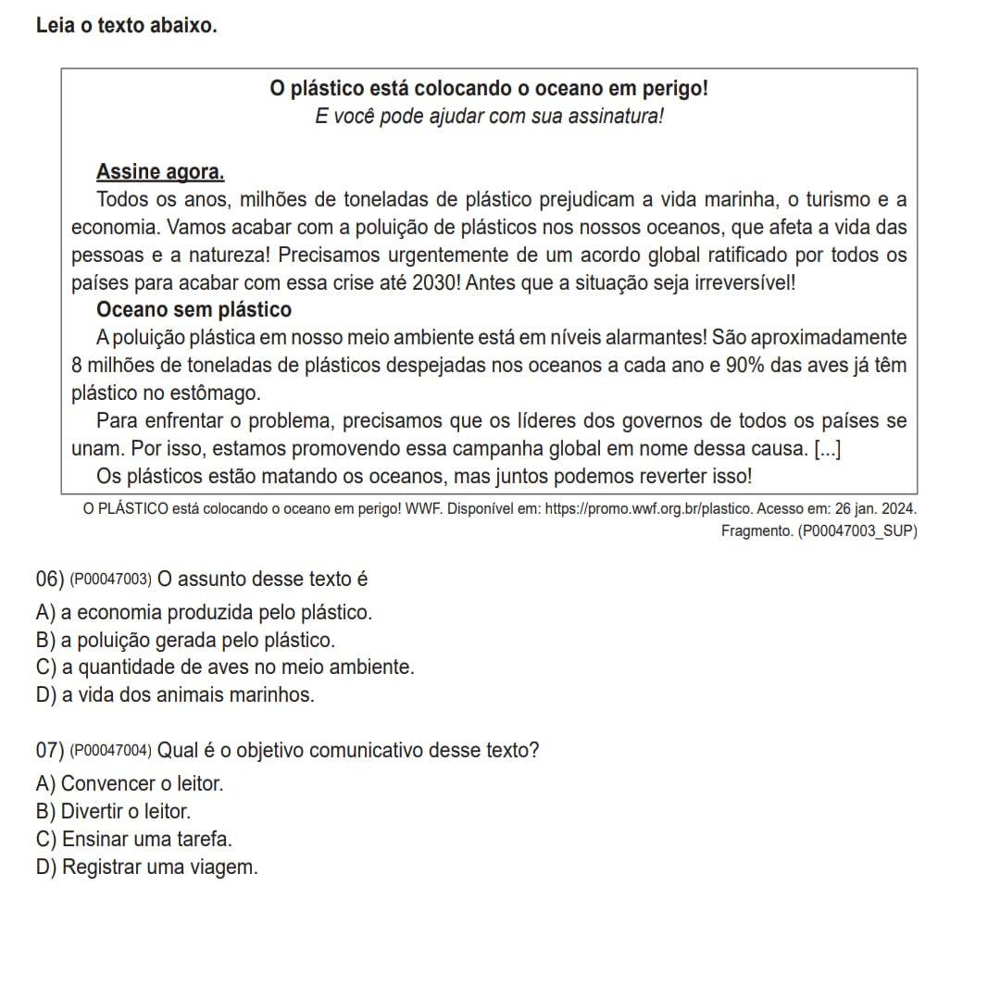 Leia o texto abaixo.
O plástico está colocando o oceano em perigo!
E você pode ajudar com sua assinatura!
Assine agora.
Todos os anos, milhões de toneladas de plástico prejudicam a vida marinha, o turismo e a
economia. Vamos acabar com a poluição de plásticos nos nossos oceanos, que afeta a vida das
pessoas e a natureza! Precisamos urgentemente de um acordo global ratificado por todos os
países para acabar com essa crise até 2030! Antes que a situação seja irreversível!
Oceano sem plástico
A poluição plástica em nosso meio ambiente está em níveis alarmantes! São aproximadamente
8 milhões de toneladas de plásticos despejadas nos oceanos a cada ano e 90% das aves já têm
plástico no estômago.
Para enfrentar o problema, precisamos que os líderes dos governos de todos os países se
unam. Por isso, estamos promovendo essa campanha global em nome dessa causa. [...]
Os plásticos estão matando os oceanos, mas juntos podemos reverter isso!
O PLÁSTICO está colocando o oceano em perigo! WWF. Disponível em: https://promo.wwf.org.br/plastico. Acesso em: 26 jan. 2024.
Fragmento. (P00047003_SUP)
06) (P00047003) O assunto desse texto é
A) a economia produzida pelo plástico.
B) a poluição gerada pelo plástico.
C) a quantidade de aves no meio ambiente.
D) a vida dos animais marinhos.
07) (P00047004) Qual é o objetivo comunicativo desse texto?
A) Convencer o leitor.
B) Divertir o leitor.
C) Ensinar uma tarefa.
D) Registrar uma viagem.